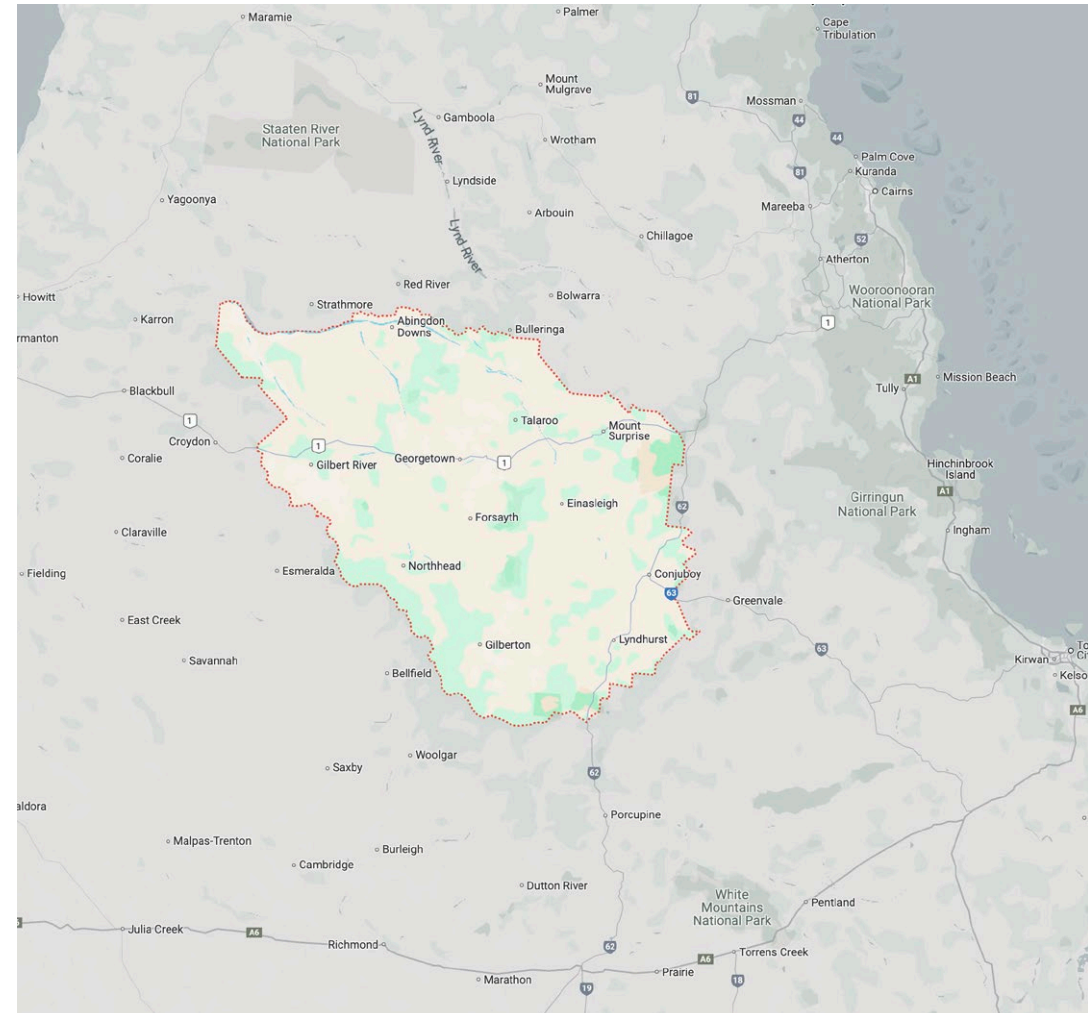 Maramie
Palmer
Cape
Tribulation
Mount
Mulgrave
81
Mossman
Gamboola
44
Lynd River
Staaten River
National Park
Wrotham
44
Palm Cove
Kuranda
81
Lyndside
Cairns
Yagoonya
Mareeba
Arbouin
Lynd River
Chillagoe
52
Atherton
Red River
Wooroonooran
National Park
Howitt
Strathmore
Bolwarra
Karron
Abingdon
Downs
Bulleringa
1
rmanton
Blackbull
Mission Beach
A1
Tully
1
Talaroo
Mount
Surprise
Croydon
1
Coralie
Georgetown
1
Gilbert River
Hinchinbrook
Island
A1
Girringun
National Park
Einasleigh
62
Forsayth
Claraville
Ingham
Fielding
Esmeralda
Northhead
Conjuboy
63
Greenvale
East Creek
Gilberton
Lyndhurst
63
To
Ci
Kirwan
Savannah
Bellfield
Kelso
A6
Woolgar
Saxby
62
aldora
Porcupine
Malpas-Trenton
Burleigh
Cambridge
Dutton River
White
Mountains
National Park
Pentland
Julia Creek
A6
Richmond
62
Torrens Creek
A6
Prairie
Marathon
19
18